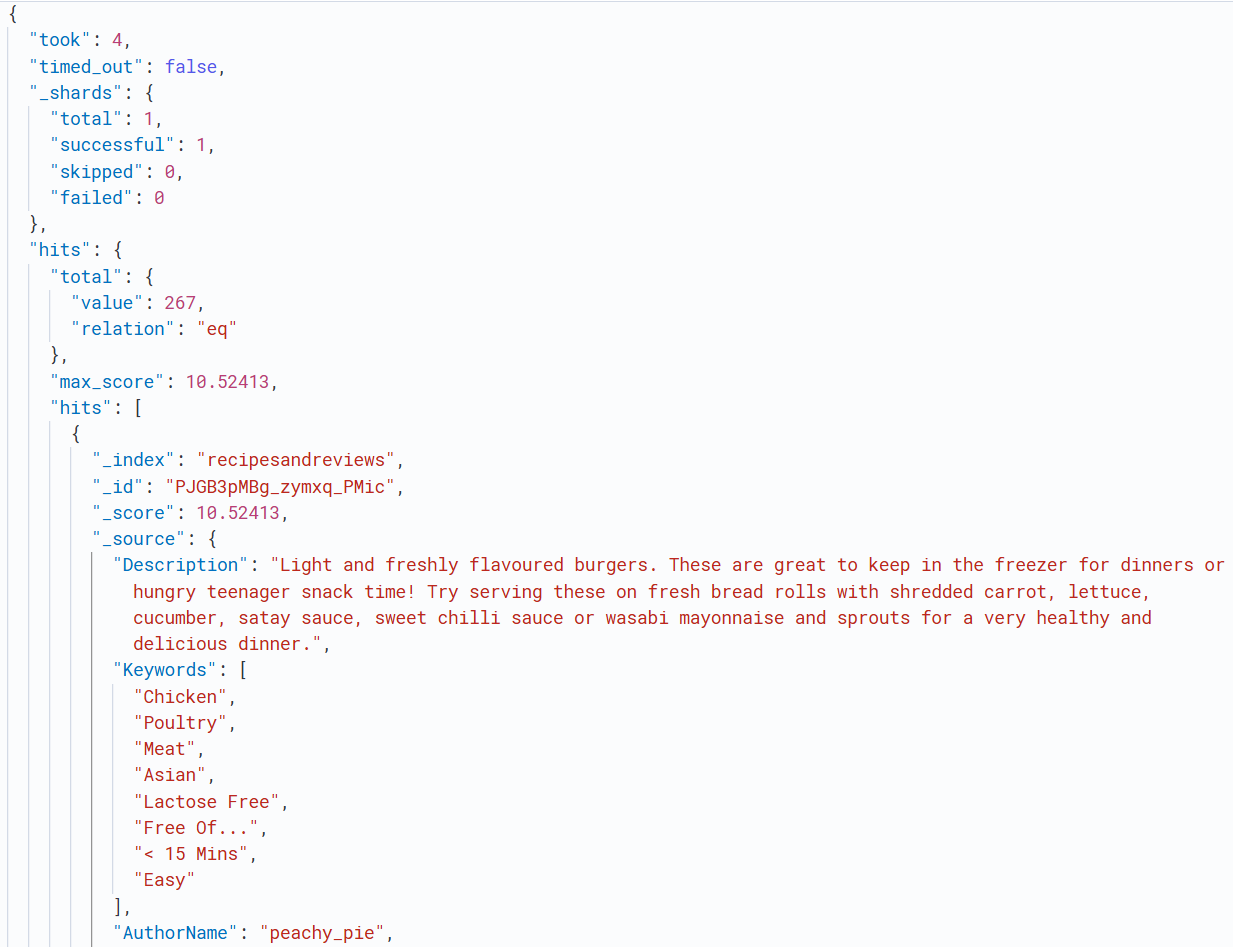 {
"took": 4,
"timed_out": false,
"_shards": {
"total": 1,
"successful": 1,
"skipped": 0,
"failed": 0
},
"hits": {
"total": {
"value": 267,
"relation": "eq"
},
"max_score": 10.52413,
"hits": [
{
"_index": "recipesandreviews",
"_id": "PJGB3pMBg_zymxq_PMic",
"_score": 10.52413,
"_source": {
"Description": "Light and freshly flavoured burgers. These are great to keep in the freezer for dinners or
hungry teenager snack time! Try serving these on fresh bread rolls with shredded carrot, lettuce,
cucumber, satay sauce, sweet chilli sauce or wasabi mayonnaise and sprouts for a very healthy and
delicious dinner.",
"Keywords": [
"Chicken",
"Poultry",
"Meat",
"Asian",
"Lactose Free",
"Free Of...",
"< 15 Mins",
"Easy"
],
"AuthorName": "peachy_pie",